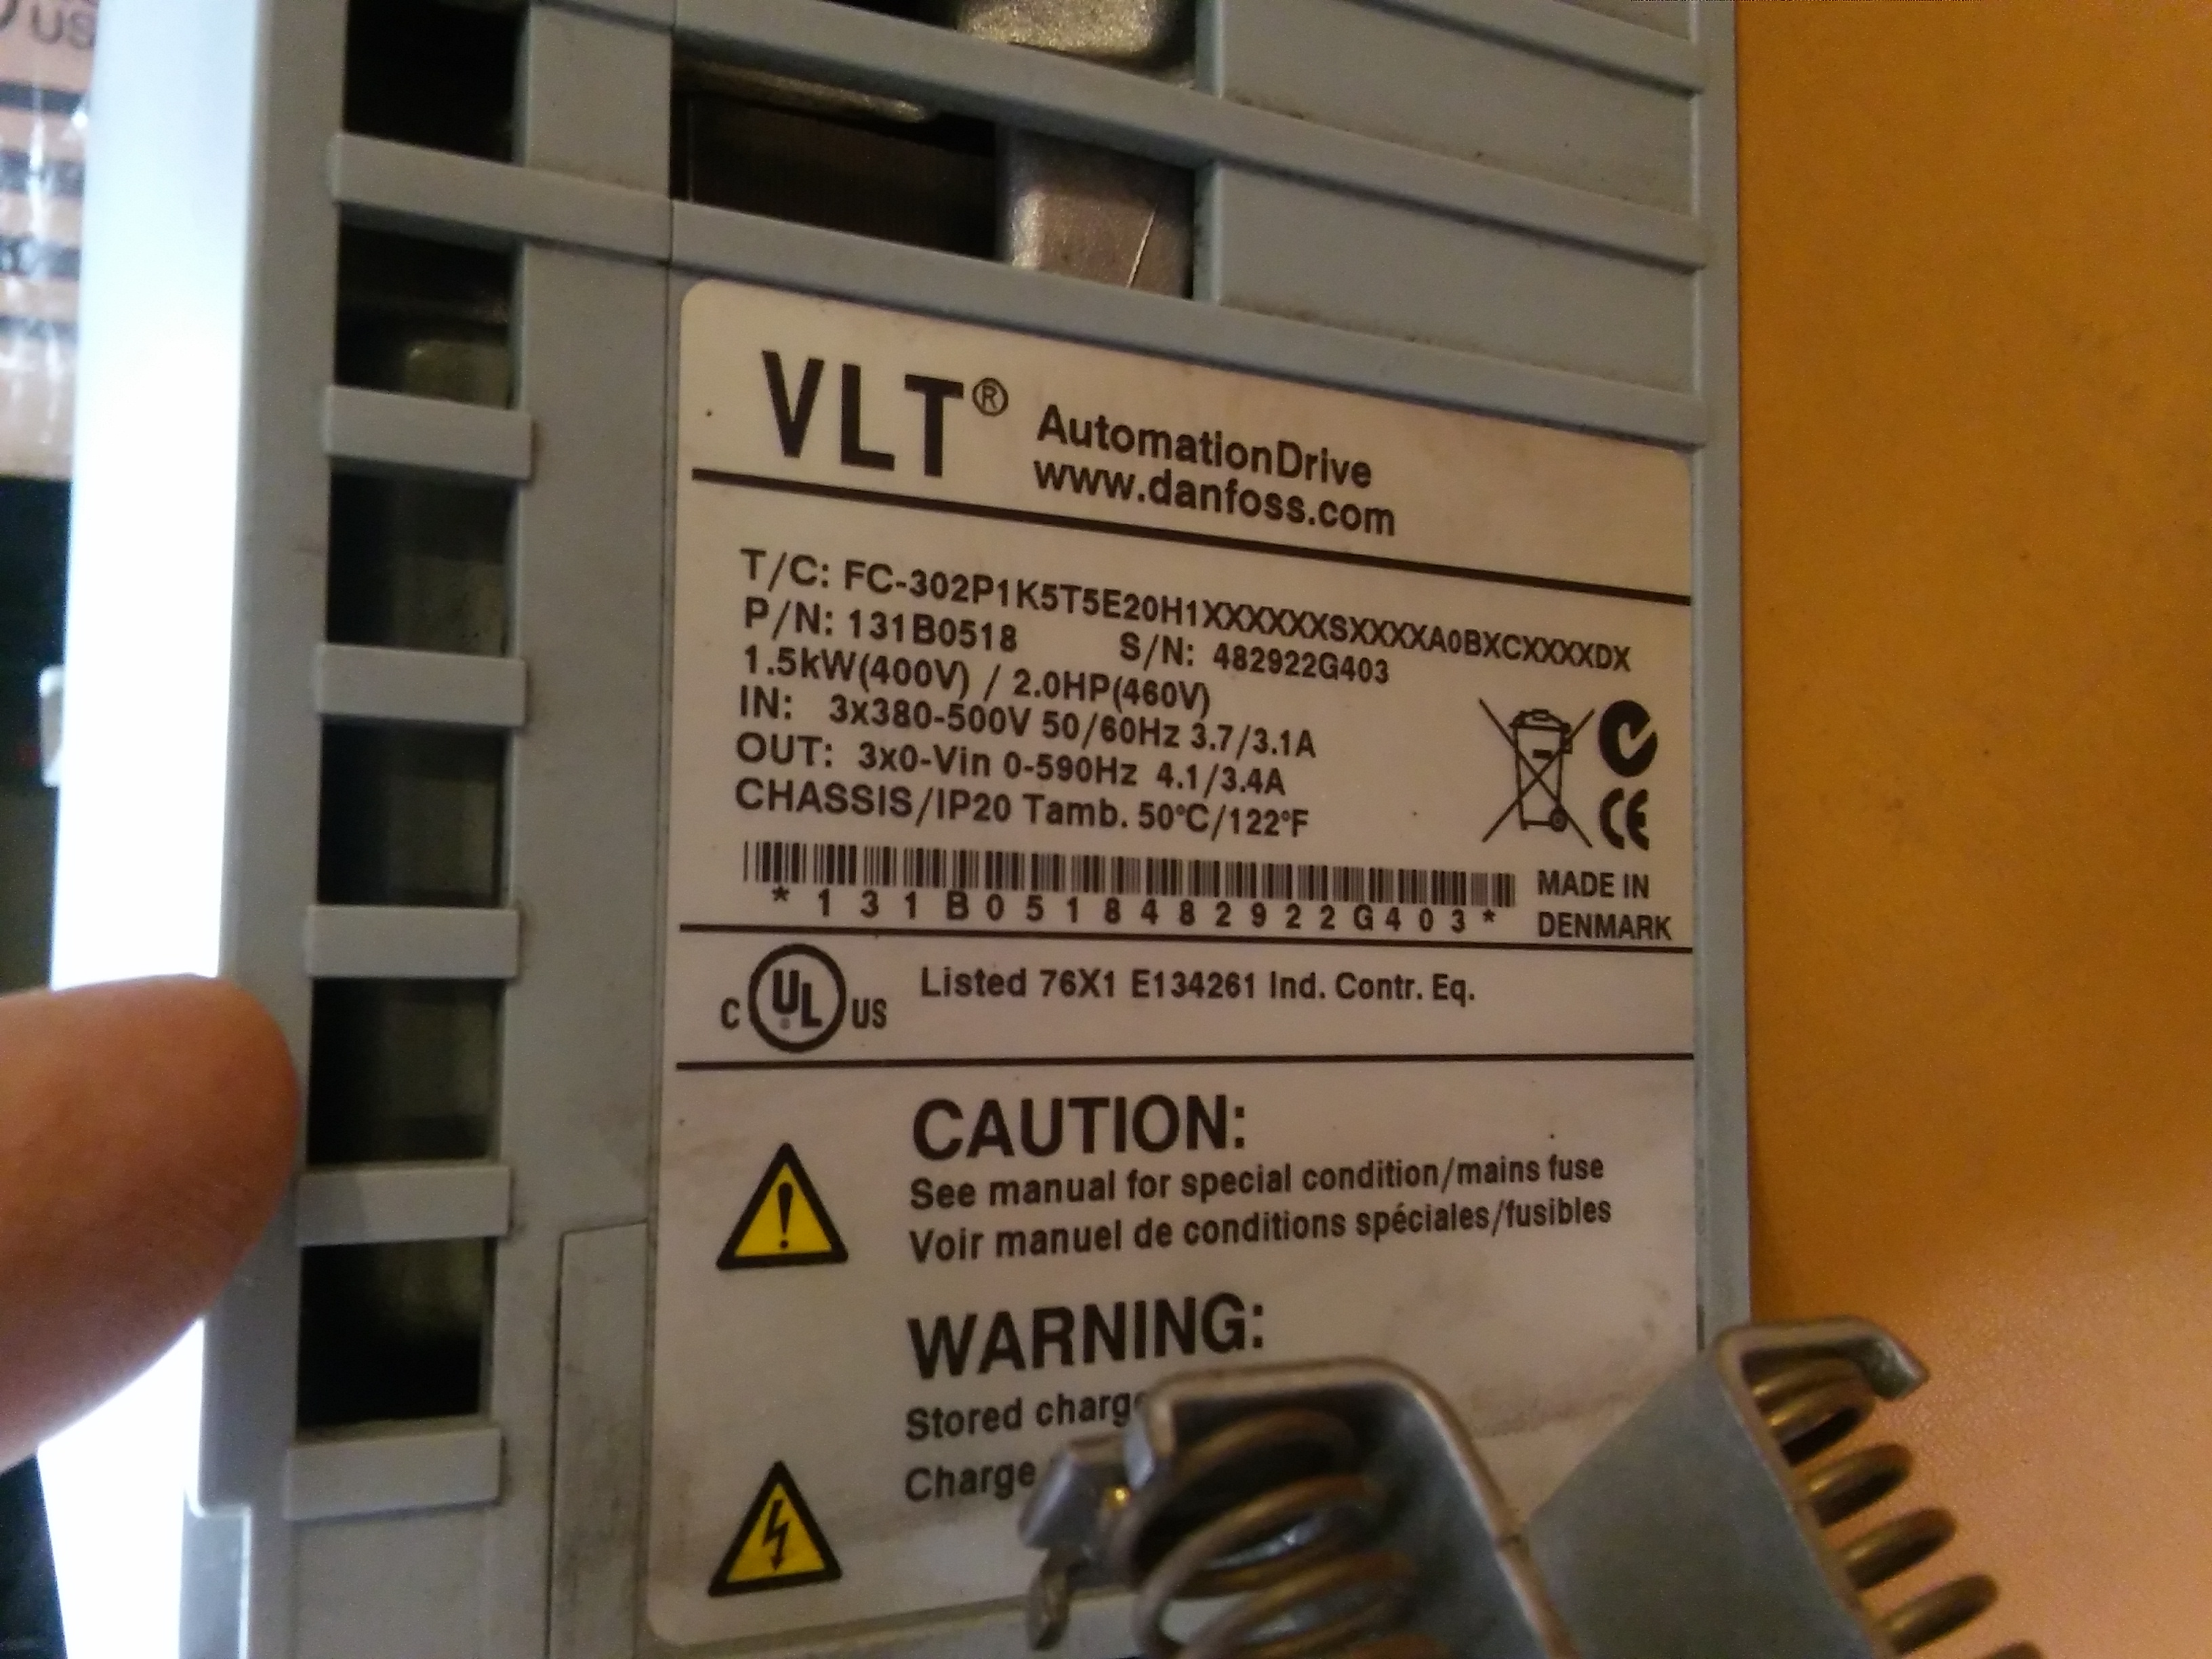 US
VLT® AutomationDrive
www.danfoss.com
T/C: FC-302P1K5T5E20H1XXXXXXSXXXXA0BXCXXXXDX
P/N: 131B0518 S/N: 482922G403
1.5kW(400V) / 2.0HP(460V)
IN: 3x380-500V 50/60Hz 3.7/3.1A
OUT: 3x0-Vin 0-590Hz 4.1/3.4A
CHASSIS/IP20 Tamb. 50°C/122°F
*131B0518482922G403*
MADE IN
DENMARK
CE
C UL® US Listed 76X1 E134261 Ind. Contr. Eq.
CAUTION:
See manual for special condition/mains fuse
Voir manuel de conditions spéciales/fusibles
WARNING:
Stored
Charge